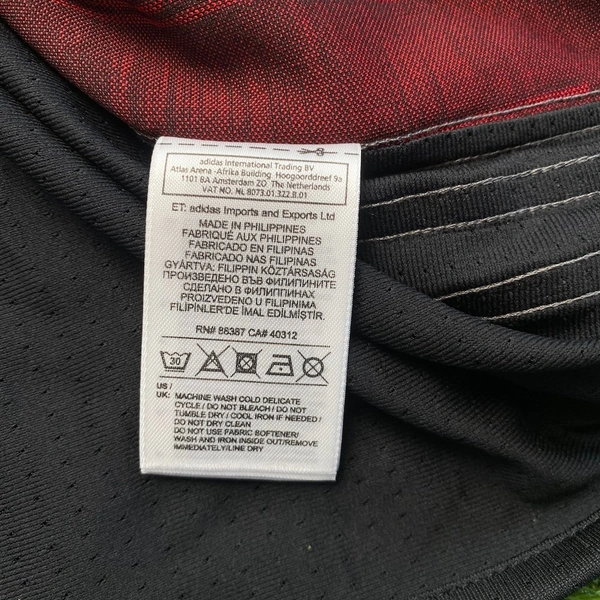 adidas International Trading BV
Atlas Arena -Afrika Building Hoogoorddreef 9a
1101 BA Amsterdam ZO The Netherlands
VAT NO. NL 8073.01.322.B.01
ET: adidas Imports and Exports Ltd
MADE IN PHILIPPINES
FABRIQUÉ AUX PHILIPPINES
FABRICADO EN FILIPINAS
FABRICADO NAS FILIPINAS
GYÁRTVA: FILIPPIN KÖZTÁRSASÁG
ПРОИЗВЕДЕНО ВЪВ ФИЛИПИНИТЕ
СДЕЛАНО В ФИЛИППИНАХ
PROIZVEDENO U FILIPINIMA
FİLİPİNLER'DE İMAL EDİLMİŞTİR.
RN# 88387 CA# 40312
30
US /
UK: MACHINE WASH COLD DELICATE
CYCLE / DO NOT BLEACH / DO NOT
TUMBLE DRY / COOL IRON IF NEEDED /
DO NOT DRY CLEAN
DO NOT USE FABRIC SOFTENER/
WASH AND IRON INSIDE OUT/REMOVE
IMMEDIATELY/LINE DRY